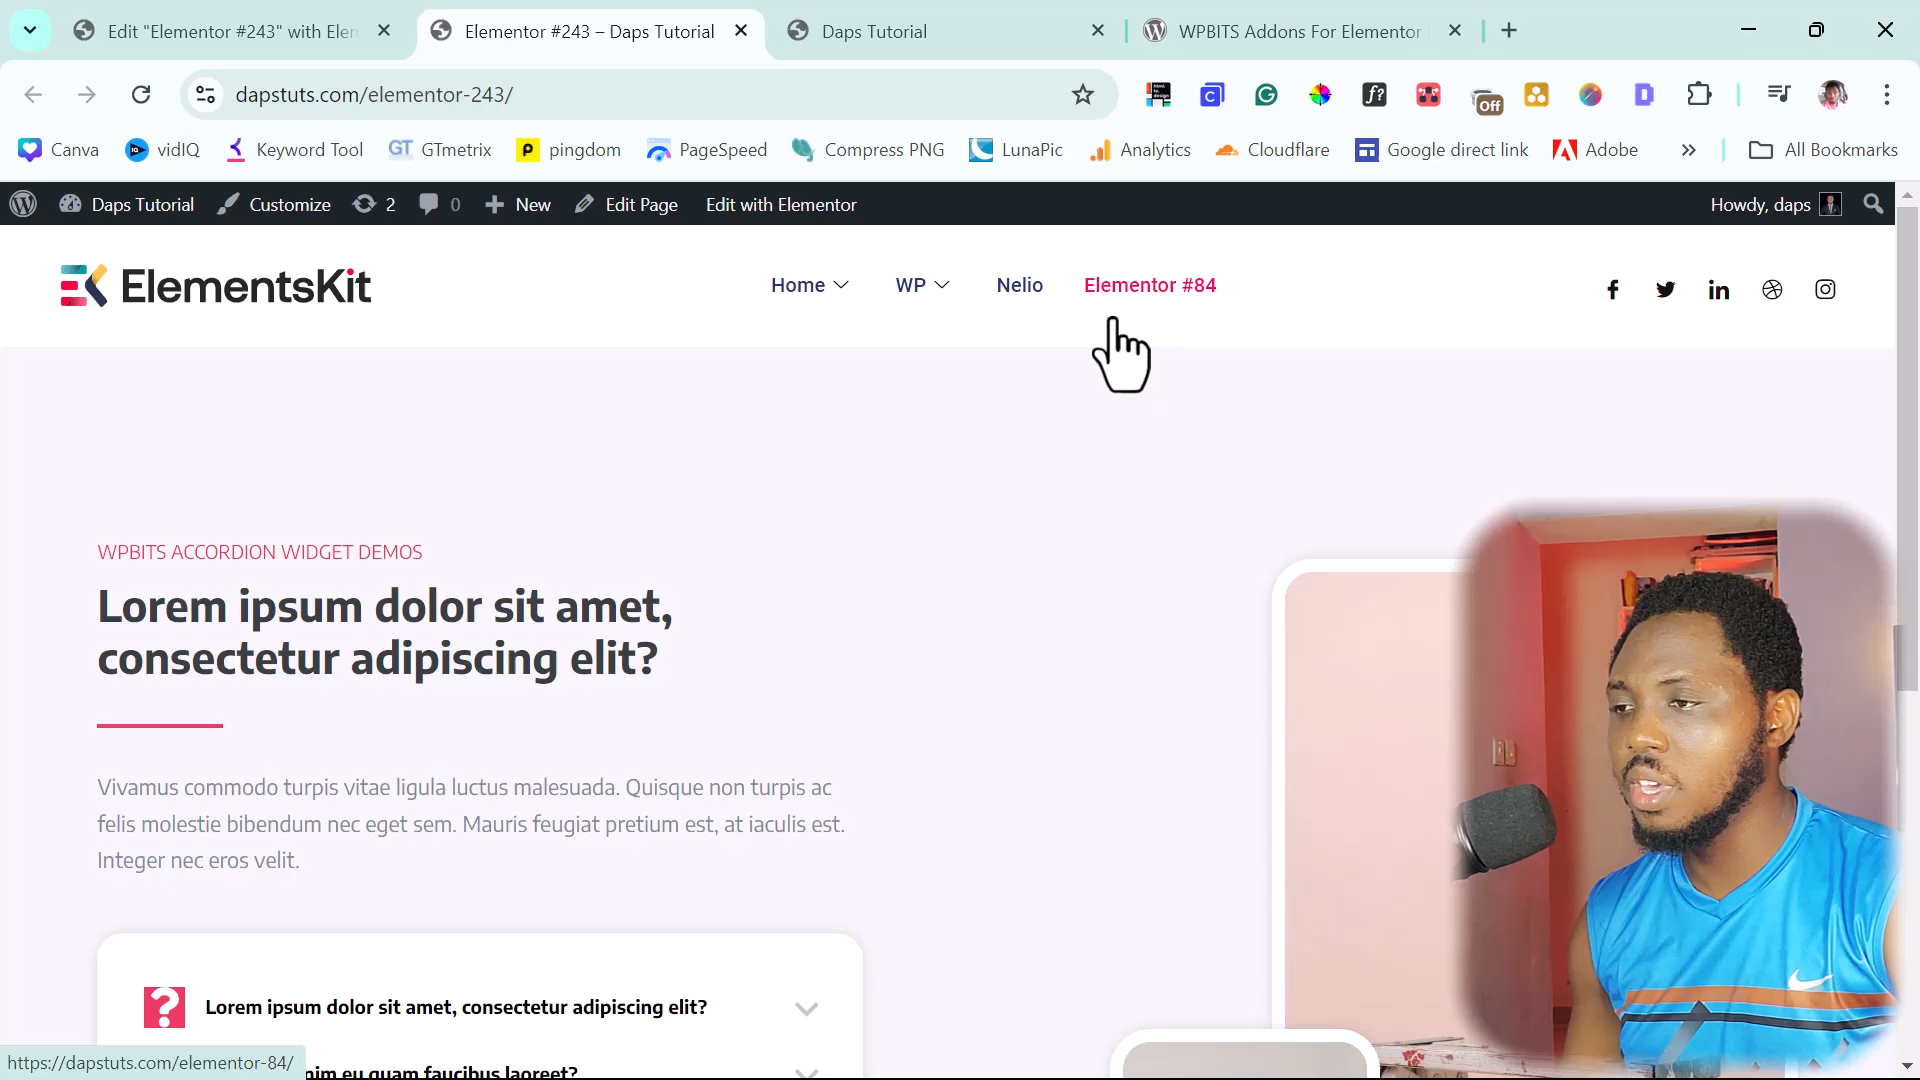 Edit "Elementor #243" with Elen
Elementor #243 – Daps Tutorial
Daps Tutorial
WPBITS Addons For Elementor
dapstuts.com/elementor-243/
Off
Canva
vidIQ
Keyword Tool
GT GTmetrix
pingdom
PageSpeed
Compress PNG
LunaPic
Analytics
Cloudflare
Google direct link
Adobe
All Bookmarks
Daps Tutorial
Customize
2
0
New
Edit Page
Edit with Elementor
Howdy, daps
ElementsKit
Home
WP
Nelio
Elementor #84
WPBITS ACCORDION WIDGET DEMOS
Lorem ipsum dolor sit amet,
consectetur adipiscing elit?
Vivamus commodo turpis vitae ligula luctus malesuada. Quisque non turpis ac
felis molestie bibendum nec eget sem. Mauris feugiat pretium est, at iaculis est.
Integer nec eros velit.
Lorem ipsum dolor sit amet, consectetur adipiscing elit?
https://dapstuts.com/elementor-84/
nim eu quam faucibus laoreet?